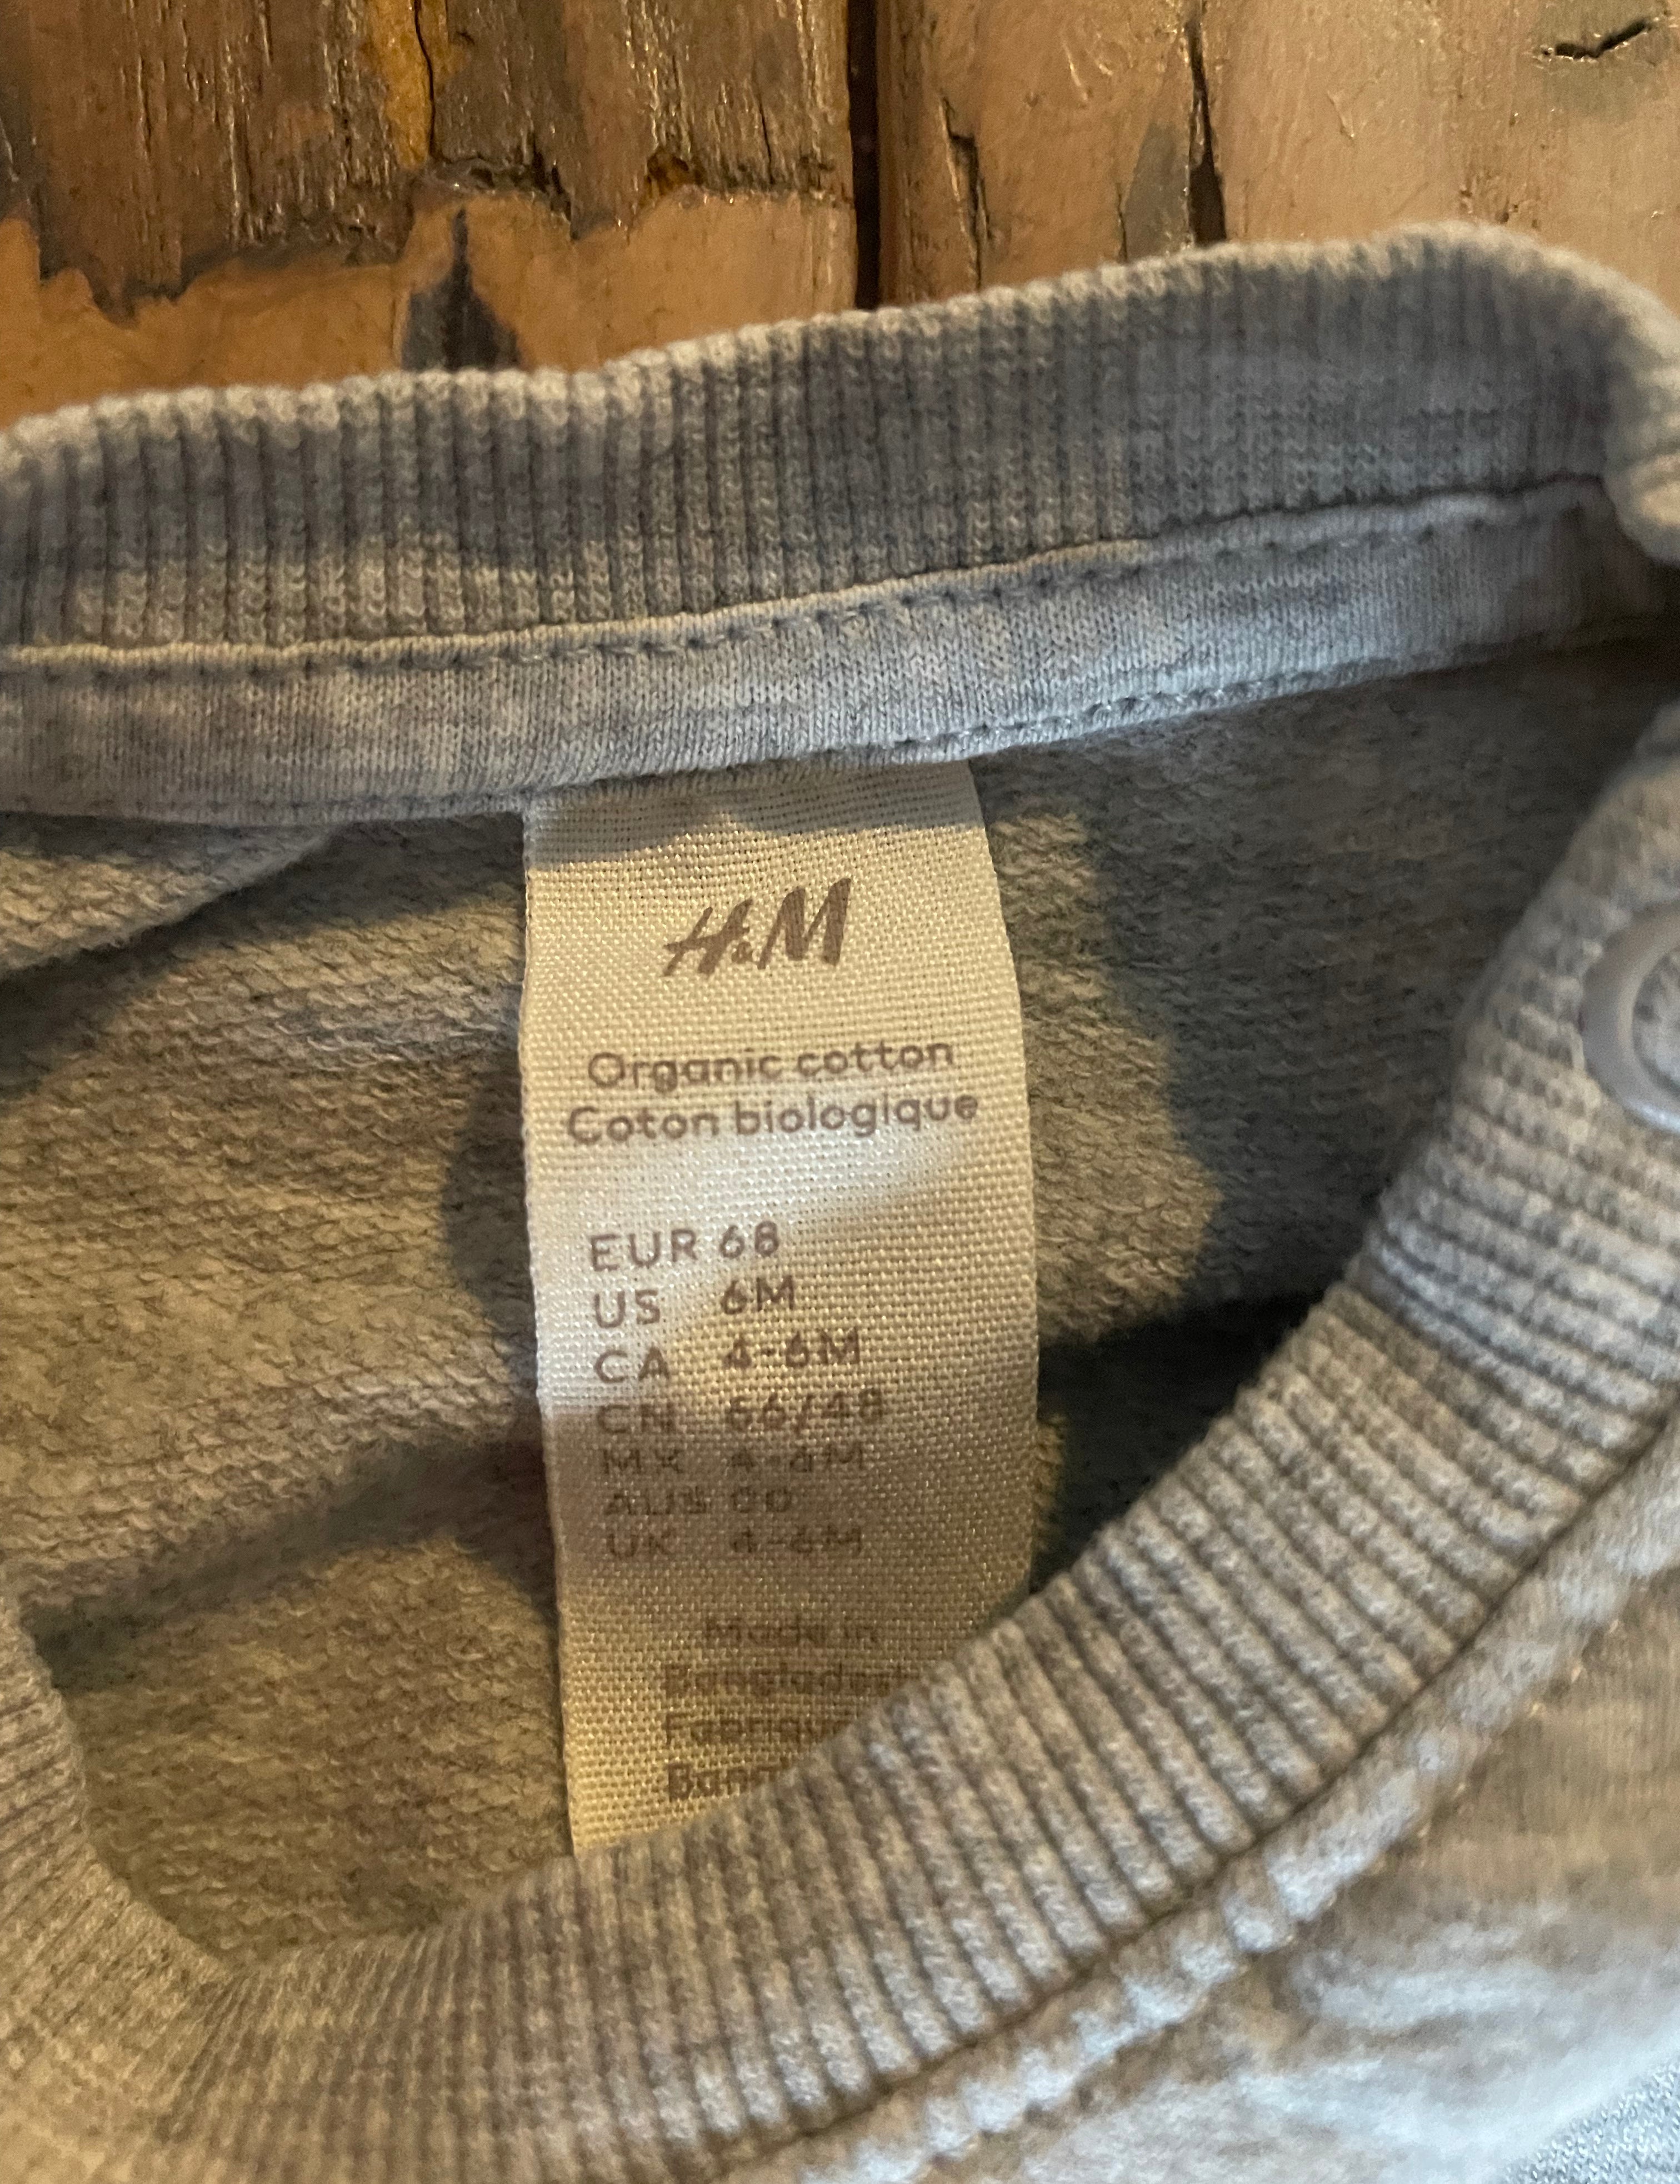 H&M
Organic cotton
Coton biologique
EUR 68
US 6M
CA 4-6M
CN 66/48
MX 4-6M
AUS 00
UK 4-6M
Made in
Bangladesh